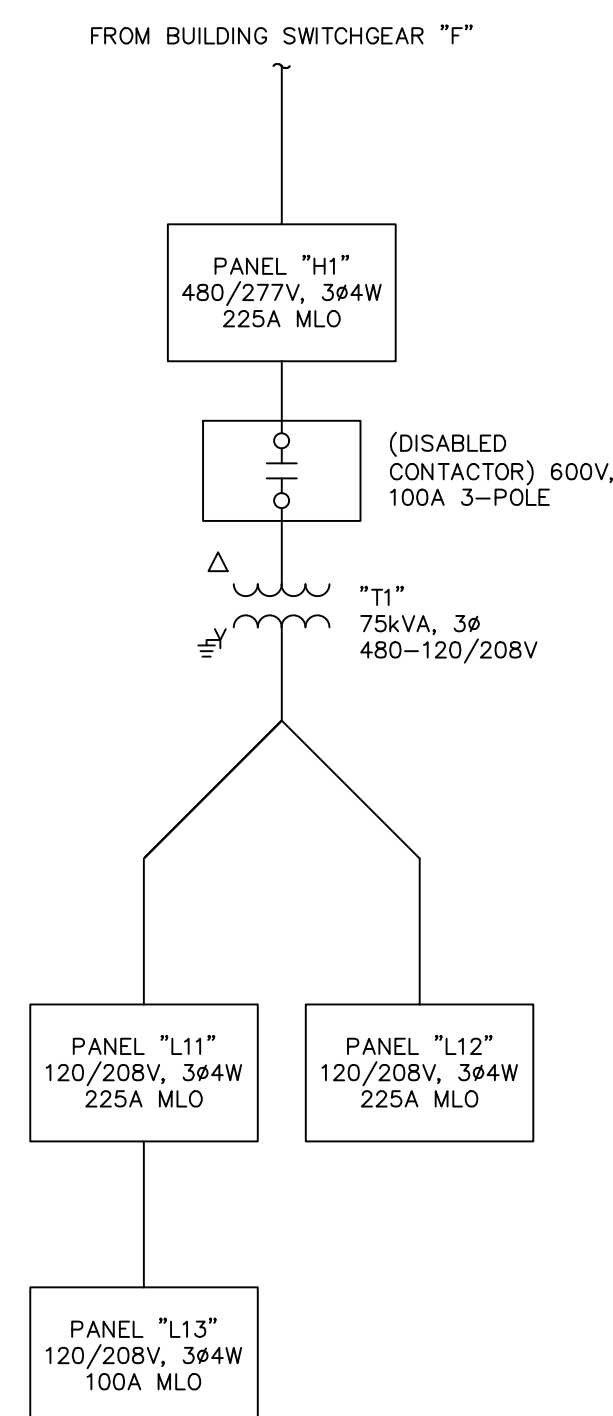 FROM BUILDING SWITCHGEAR "F"
PANEL "H1"
480/277V, 3ø4W
225A MLO
(DISABLED
CONTACTOR) 600V,
100A 3-POLE
△
"T1"
75kVA, 3ø
480-120/208V
Y
PANEL "L11"
120/208V, 3ø4W
225A MLO
PANEL "L12"
120/208V, 3ø4W
225A MLO
PANEL "L13"
120/208V, 3ø4W
100A MLO